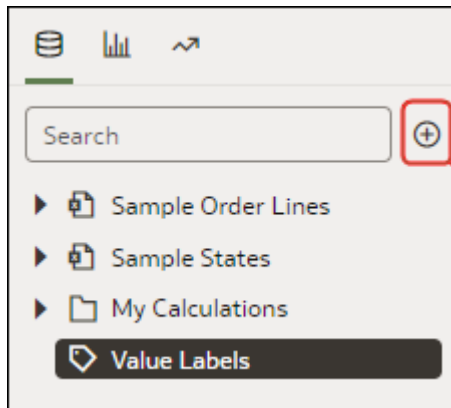 Search
Sample Order Lines
Sample States
My Calculations
Value Labels